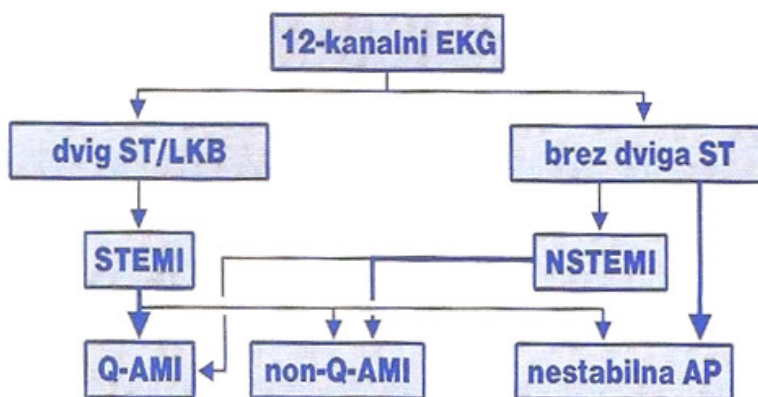 12-kanalni EKG
dvig ST/LKB
brez dviga ST
STEMI
NSTEMI
Q-AMI
non-Q-AMI
nestabilna AP